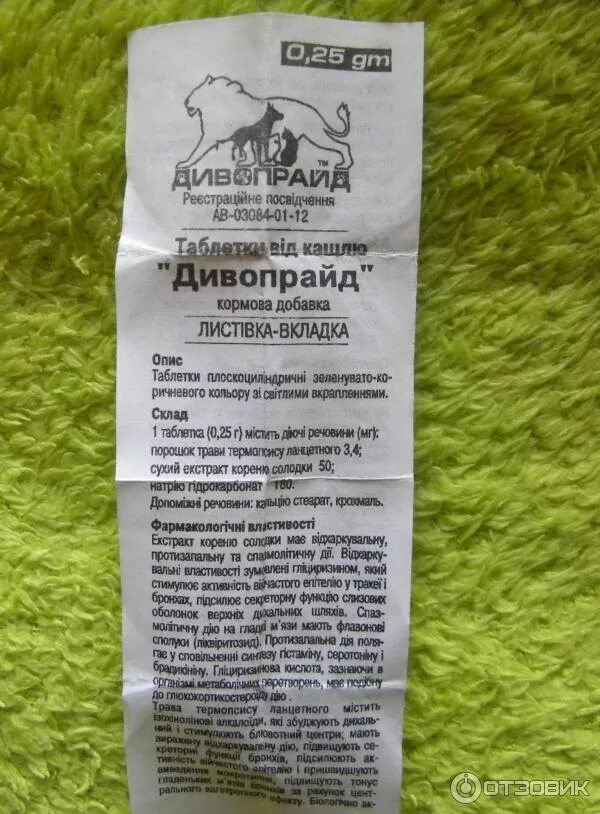 0,25 gm
ДИВОПРАЙД™
Реєстраційне посвідчення
АВ-03084-01-12
Таблетки від кашлю
"Дивопрайд"
кормова добавка
ЛИСТІВКА-ВКЛАДКА
Опис
Таблетки плоскоциліндричні зеленувато-ко-
ричневого кольору зі світлими вкрапленнями.
Склад
1 таблетка (0,25 г) містить діючі речовини (мг):
порошок трави термопсису ланцетного 3,4;
сухий екстракт кореню солодки 50;
натрію гідрокарбонат 180.
Допоміжні речовини: кальцію стеарат, крохмаль.
Фармакологічні властивості
Екстракт кореню солодки має відхаркувальну,
протизапальну та спазмолітичну дії. Відхарку-
вальні властивості зумовлені гліциризином, який
стимулює активність війчастого епітелію у трахеї і
бронхах, підсилює секреторну функцію слизових
оболонок верхніх дихальних шляхів. Спаз-
молітичну дію на гладкі м'язи мають флавонові
сполуки (ліквіритозид). Протизапальна дія поля-
гає у сповільненні синтезу гістаміну, серотоніну і
брадикініну. Гліциризинова кислота, зазнаючи в
організмі метаболічних перетворень, має подібну
до глюкокортикостероїду дію .
Трава термопсису ланцетного містить
ізохінолінові алкалоїди, які збуджують дихаль-
ний і стимулюють блювотний центри; мають
виражену відхаркувальну дію, підвищують се-
креторні функції бронхів, підсилюють ак-
тивність війчастого епітелію і пришвидшують
виведення мокротиння, підвищують тонус
гладеньких м'язів бронхів за рахунок цент-
рального ваготропного ефекту. Біологічно ак-
ОТЗОВИК